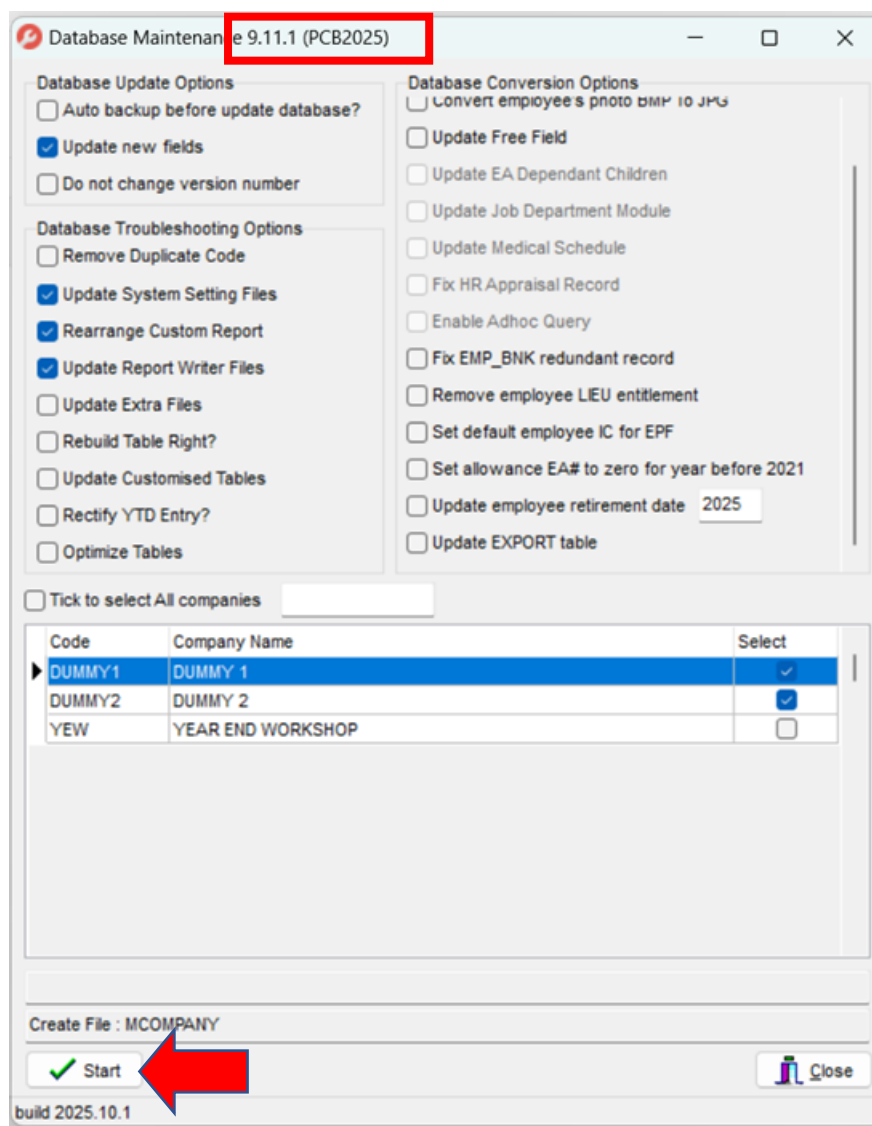 Database Maintenance 9.11.1 (PCB2025)
Database Update Options
Auto backup before update database?
Update new fields
Do not change version number
Database Troubleshooting Options
Remove Duplicate Code
Update System Setting Files
Rearrange Custom Report
Update Report Writer Files
Update Extra Files
Rebuild Table Right?
Update Customised Tables
Rectify YTD Entry?
Optimize Tables
Database Conversion Options
Convert employee's photo BMP To JPG
Update Free Field
Update EA Dependant Children
Update Job Department Module
Update Medical Schedule
Fix HR Appraisal Record
Enable Adhoc Query
Fix EMP_BNK redundant record
Remove employee LIEU entitlement
Set default employee IC for EPF
Set allowance EA# to zero for year before 2021
Update employee retirement date 2025
Update EXPORT table
Tick to select All companies
Code Company Name Select
DUMMY1 DUMMY 1
DUMMY2 DUMMY 2
YEW YEAR END WORKSHOP
Create File : MCOMPANY
Start Close
build 2025.10.1